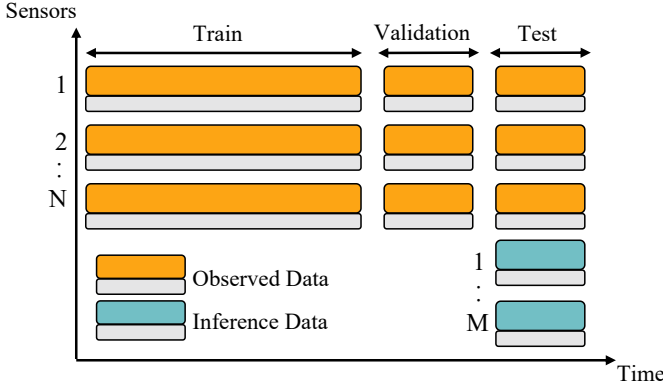 Sensors
Train Validation Test
1
2
:
N
1
:
M
Observed Data
Inference Data
Time